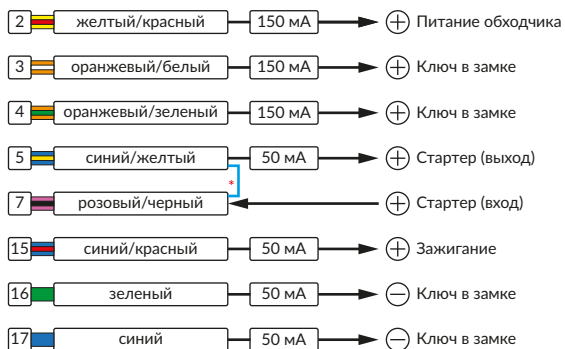 2 желтый/красный 150 мА + Питание обходчика
3 оранжевый/белый 150 мА + Ключ в замке
4 оранжевый/зеленый 150 мА + Ключ в замке
5 синий/желтый 50 мА + Стартер (выход)
*
7 розовый/черный + Стартер (вход)
15 синий/красный 50 мА + Зажигание
16 зеленый 50 мА − Ключ в замке
17 синий 50 мА − Ключ в замке